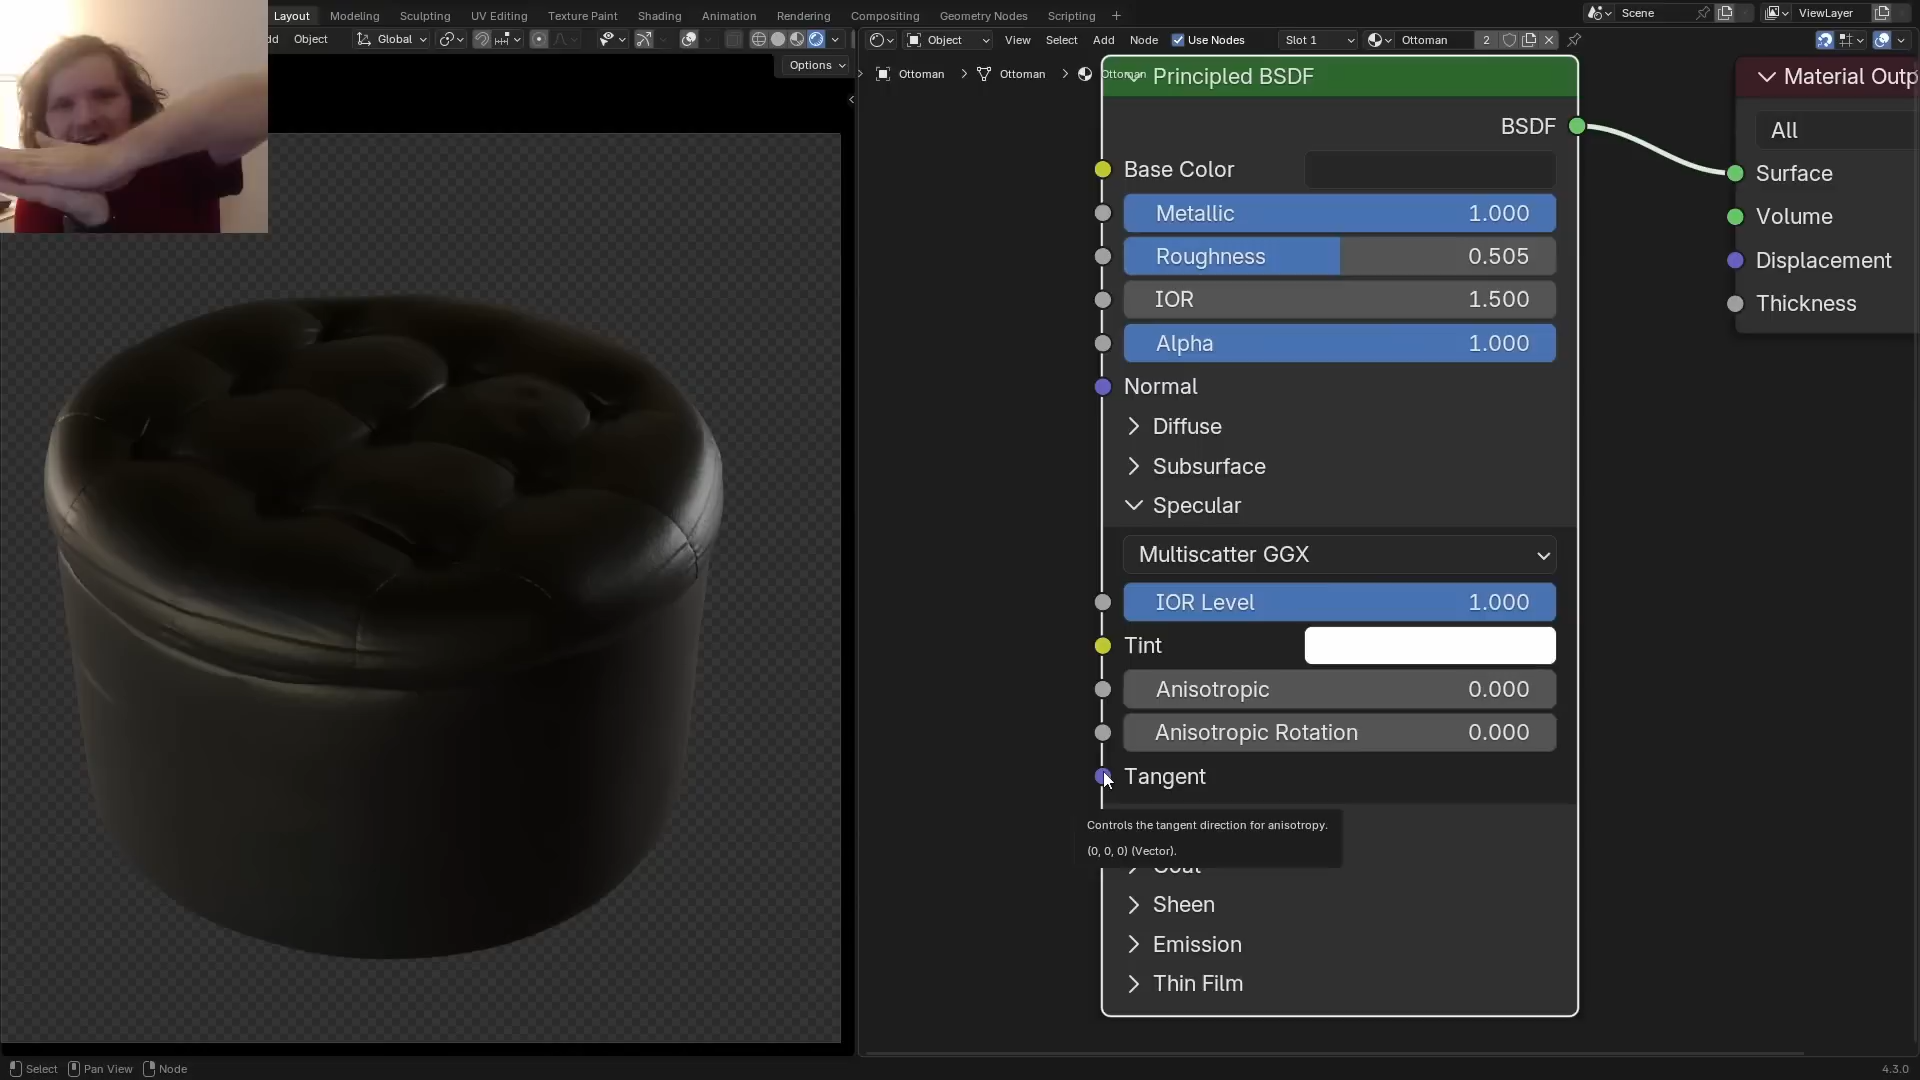 Layout Modeling Sculpting UV Editing Texture Paint Shading Animation Rendering Compositing Geometry Nodes Scripting Scene ViewLayer
Object Global Object View Select Add Node Use Nodes Slot 1 Ottoman 2
Options
Ottoman Ottoman Ottoman
Principled BSDF
BSDF
Base Color
Metallic 1.000
Roughness 0.505
IOR 1.500
Alpha 1.000
Normal
Diffuse
Subsurface
Specular
Multiscatter GGX
IOR Level 1.000
Tint
Anisotropic 0.000
Anisotropic Rotation 0.000
Tangent
Controls the tangent direction for anisotropy.
(0, 0, 0) (Vector).
Sheen
Emission
Thin Film
Material Outp
All
Surface
Volume
Displacement
Thickness
Select Pan View Node 4.3.0